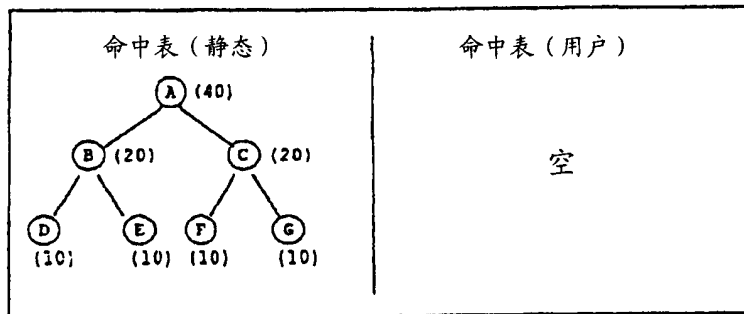 命中表（静态）
命中表（用户）
A (40)
B (20)
C (20)
空
D
E
F
G
(10)
(10)
(10)
(10)